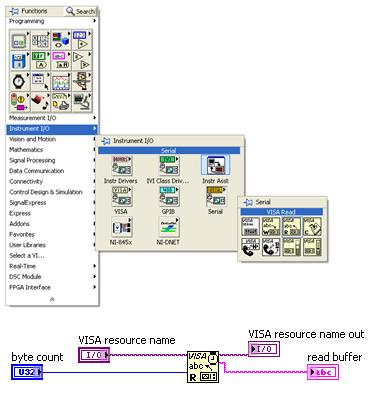 Functions
Search
Programming
Measurement I/O
Instrument I/O
Vision and Motion
Mathematics
Signal Processing
Data Communication
Connectivity
Control Design & Simulation
SignalExpress
Express
Addons
Favorites
User Libraries
Select a VI...
Real-Time
DSC Module
FPGA Interface
Instrument I/O
Serial
Instr Drivers
IVI Class Driv...
Instr Asst
VISA
GPIB
Serial
NI-845x
NI-DNET
Serial
VISA Read
VISA resource name
I/O
byte count
U32
VISA
abc
R
VISA resource name out
I/O
read buffer
abc